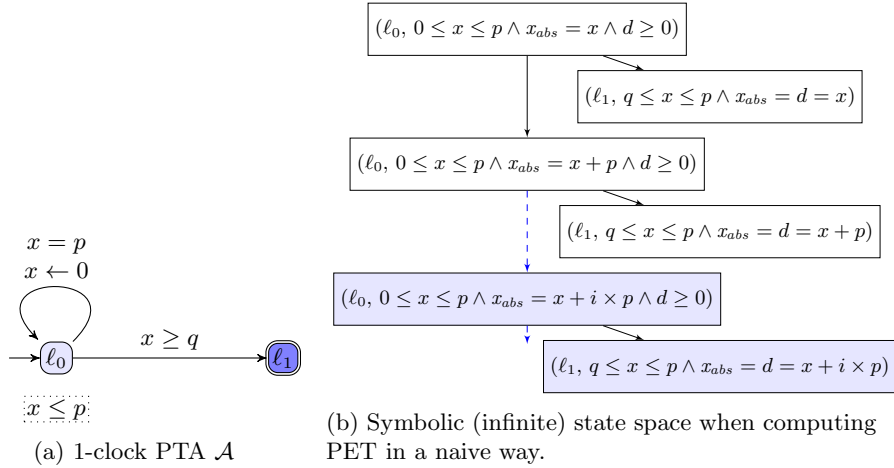 (ℓ₀, 0 ≤ x ≤ p ∧ x_abs = x ∧ d ≥ 0)
(ℓ₁, q ≤ x ≤ p ∧ x_abs = d = x)
(ℓ₀, 0 ≤ x ≤ p ∧ x_abs = x + p ∧ d ≥ 0)
(ℓ₁, q ≤ x ≤ p ∧ x_abs = d = x + p)
(ℓ₀, 0 ≤ x ≤ p ∧ x_abs = x + i × p ∧ d ≥ 0)
(ℓ₁, q ≤ x ≤ p ∧ x_abs = d = x + i × p)
x = p
x ← 0
x ≥ q
ℓ₀
ℓ₁
x ≤ p
(a) 1-clock PTA 𝒜
(b) Symbolic (infinite) state space when computing
PET in a naive way.